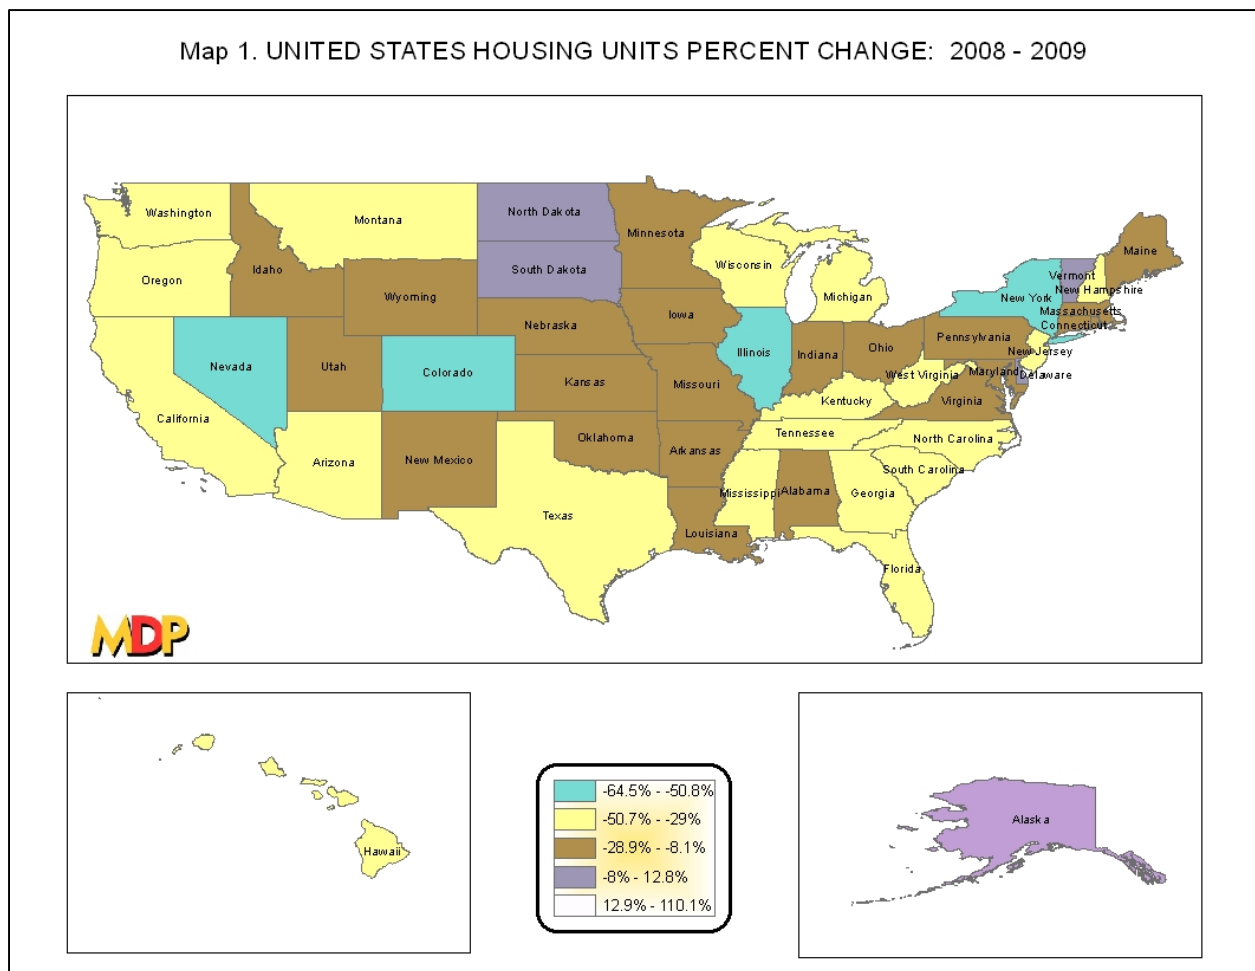 Map 1. UNITED STATES HOUSING UNITS PERCENT CHANGE: 2008 - 2009
Washington
Montana
North Dakota
Minnesota
Maine
Oregon
Idaho
South Dakota
Wisconsin
Michigan
Vermont
New Hampshire
New York
Wyoming
Massachusetts
Connecticut
Nebraska
Iowa
Pennsylvania
New Jersey
Nevada
Utah
Colorado
Illinois
Indiana
Ohio
West Virginia
Maryland
Delaware
Kansas
Missouri
Kentucky
Virginia
California
Tennessee
North Carolina
Arizona
New Mexico
Oklahoma
Arkansas
South Carolina
Mississippi
Alabama
Georgia
Texas
Louisiana
Florida
MDP
Hawaii
-64.5% - -50.8%
-50.7% - -29%
-28.9% - -8.1%
-8% - 12.8%
12.9% - 110.1%
Alaska